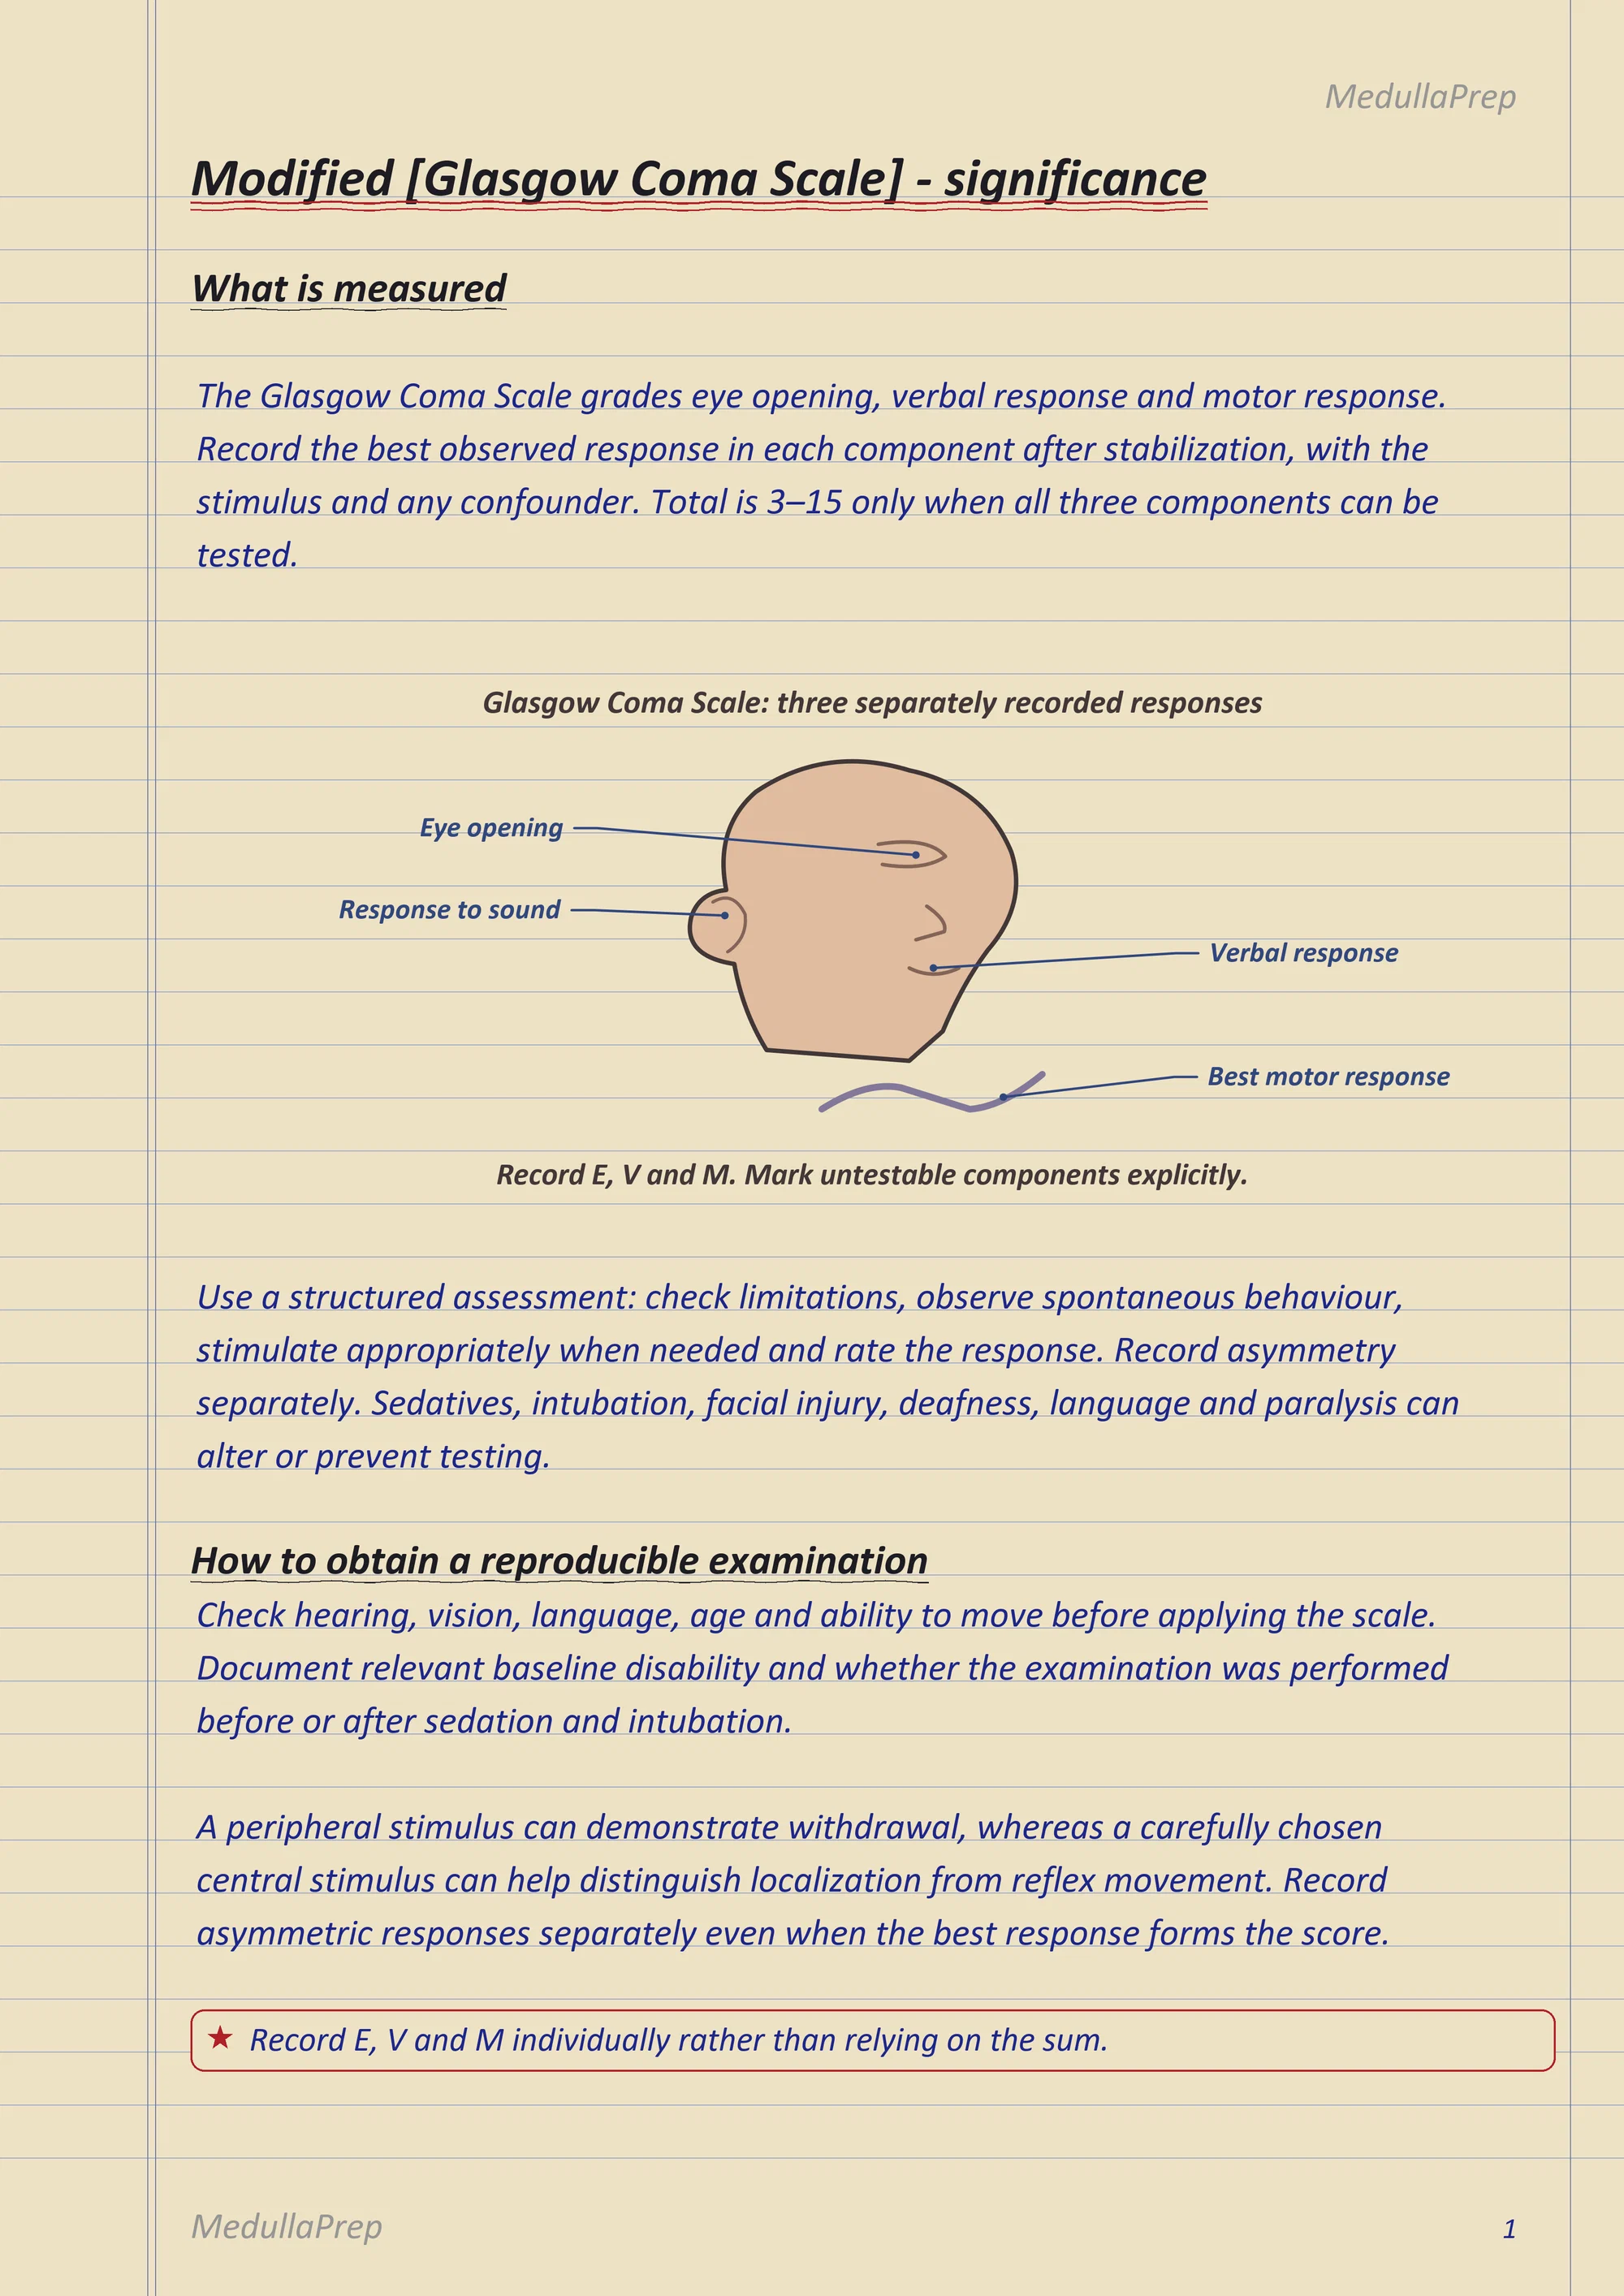 MedullaPrep
Modified [Glasgow Coma Scale] - significance
What is measured
The Glasgow Coma Scale grades eye opening, verbal response and motor response.
Record the best observed response in each component after stabilization, with the
stimulus and any confounder. Total is 3–15 only when all three components can be
tested.
Glasgow Coma Scale: three separately recorded responses
Eye opening
Response to sound
Verbal response
Best motor response
Record E, V and M. Mark untestable components explicitly.
Use a structured assessment: check limitations, observe spontaneous behaviour,
stimulate appropriately when needed and rate the response. Record asymmetry
separately. Sedatives, intubation, facial injury, deafness, language and paralysis can
alter or prevent testing.
How to obtain a reproducible examination
Check hearing, vision, language, age and ability to move before applying the scale.
Document relevant baseline disability and whether the examination was performed
before or after sedation and intubation.
A peripheral stimulus can demonstrate withdrawal, whereas a carefully chosen
central stimulus can help distinguish localization from reflex movement. Record
asymmetric responses separately even when the best response forms the score.
★ Record E, V and M individually rather than relying on the sum.
MedullaPrep
1